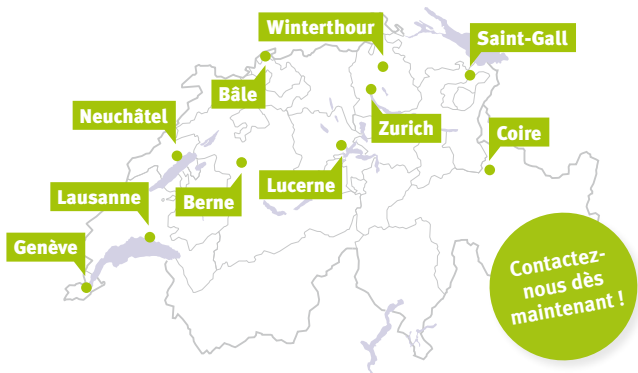 Winterthour
Saint-Gall
Bâle
Neuchâtel
Zurich
Coire
Lausanne
Berne
Lucerne
Genève
Contactez-
nous dès
maintenant !